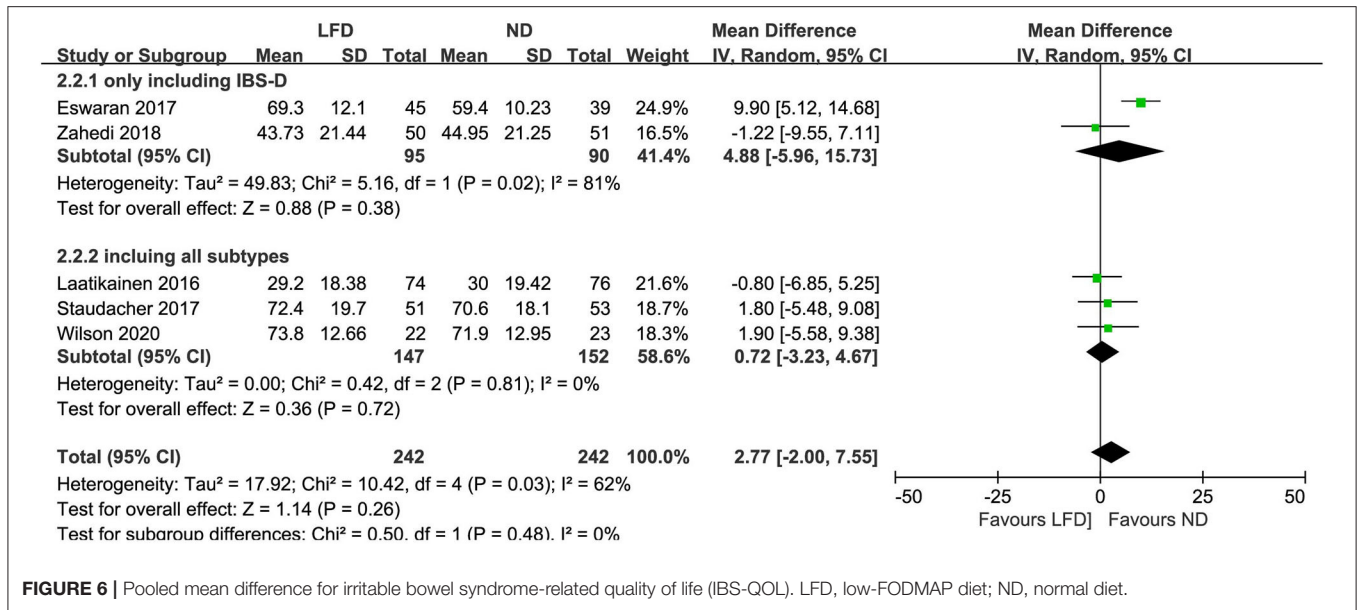 LFD ND Mean Difference Mean Difference
Study or Subgroup Mean SD Total Mean SD Total Weight IV, Random, 95% CI IV, Random, 95% CI
2.2.1 only including IBS-D
Eswaran 2017 69.3 12.1 45 59.4 10.23 39 24.9% 9.90 [5.12, 14.68]
Zahedi 2018 43.73 21.44 50 44.95 21.25 51 16.5% -1.22 [-9.55, 7.11]
Subtotal (95% CI) 95 90 41.4% 4.88 [-5.96, 15.73]
Heterogeneity: Tau² = 49.83; Chi² = 5.16, df = 1 (P = 0.02); I² = 81%
Test for overall effect: Z = 0.88 (P = 0.38)
2.2.2 incluing all subtypes
Laatikainen 2016 29.2 18.38 74 30 19.42 76 21.6% -0.80 [-6.85, 5.25]
Staudacher 2017 72.4 19.7 51 70.6 18.1 53 18.7% 1.80 [-5.48, 9.08]
Wilson 2020 73.8 12.66 22 71.9 12.95 23 18.3% 1.90 [-5.58, 9.38]
Subtotal (95% CI) 147 152 58.6% 0.72 [-3.23, 4.67]
Heterogeneity: Tau² = 0.00; Chi² = 0.42, df = 2 (P = 0.81); I² = 0%
Test for overall effect: Z = 0.36 (P = 0.72)
Total (95% CI) 242 242 100.0% 2.77 [-2.00, 7.55]
Heterogeneity: Tau² = 17.92; Chi² = 10.42, df = 4 (P = 0.03); I² = 62%
Test for overall effect: Z = 1.14 (P = 0.26)
Test for subgroup differences: Chi² = 0.50, df = 1 (P = 0.48), I² = 0%
-50 -25 0 25 50
Favours LFD] Favours ND
FIGURE 6 | Pooled mean difference for irritable bowel syndrome-related quality of life (IBS-QOL). LFD, low-FODMAP diet; ND, normal diet.